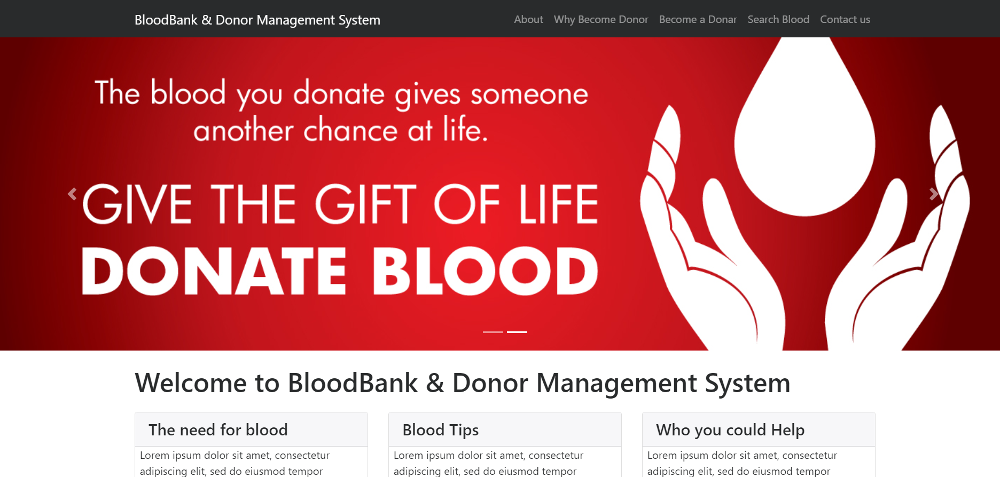 BloodBank & Donor Management System
About Why Become Donor Become a Donar Search Blood Contact us
The blood you donate gives someone
another chance at life.
GIVE THE GIFT OF LIFE
DONATE BLOOD
Welcome to BloodBank & Donor Management System
The need for blood
Lorem ipsum dolor sit amet, consectetur
adipiscing elit, sed do eiusmod tempor
Blood Tips
Lorem ipsum dolor sit amet, consectetur
adipiscing elit, sed do eiusmod tempor
Who you could Help
Lorem ipsum dolor sit amet, consectetur
adipiscing elit, sed do eiusmod tempor